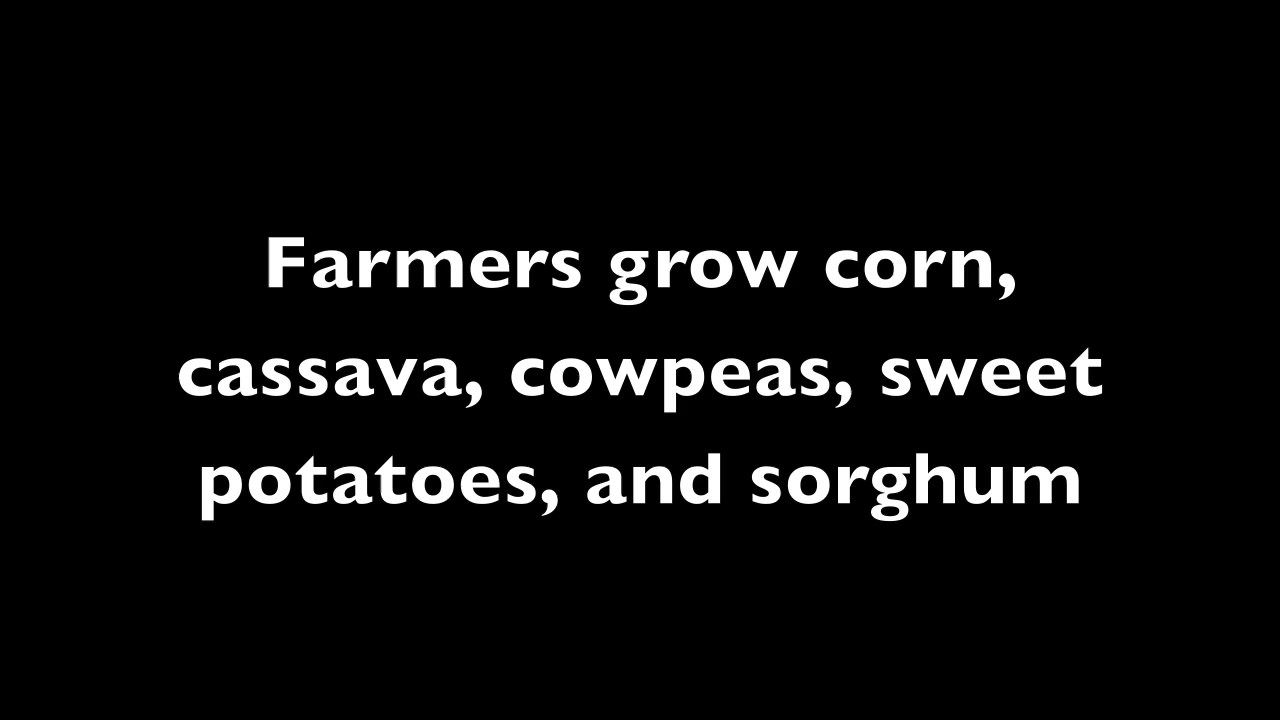 Farmers grow corn,
cassava, cowpeas, sweet
potatoes, and sorghum